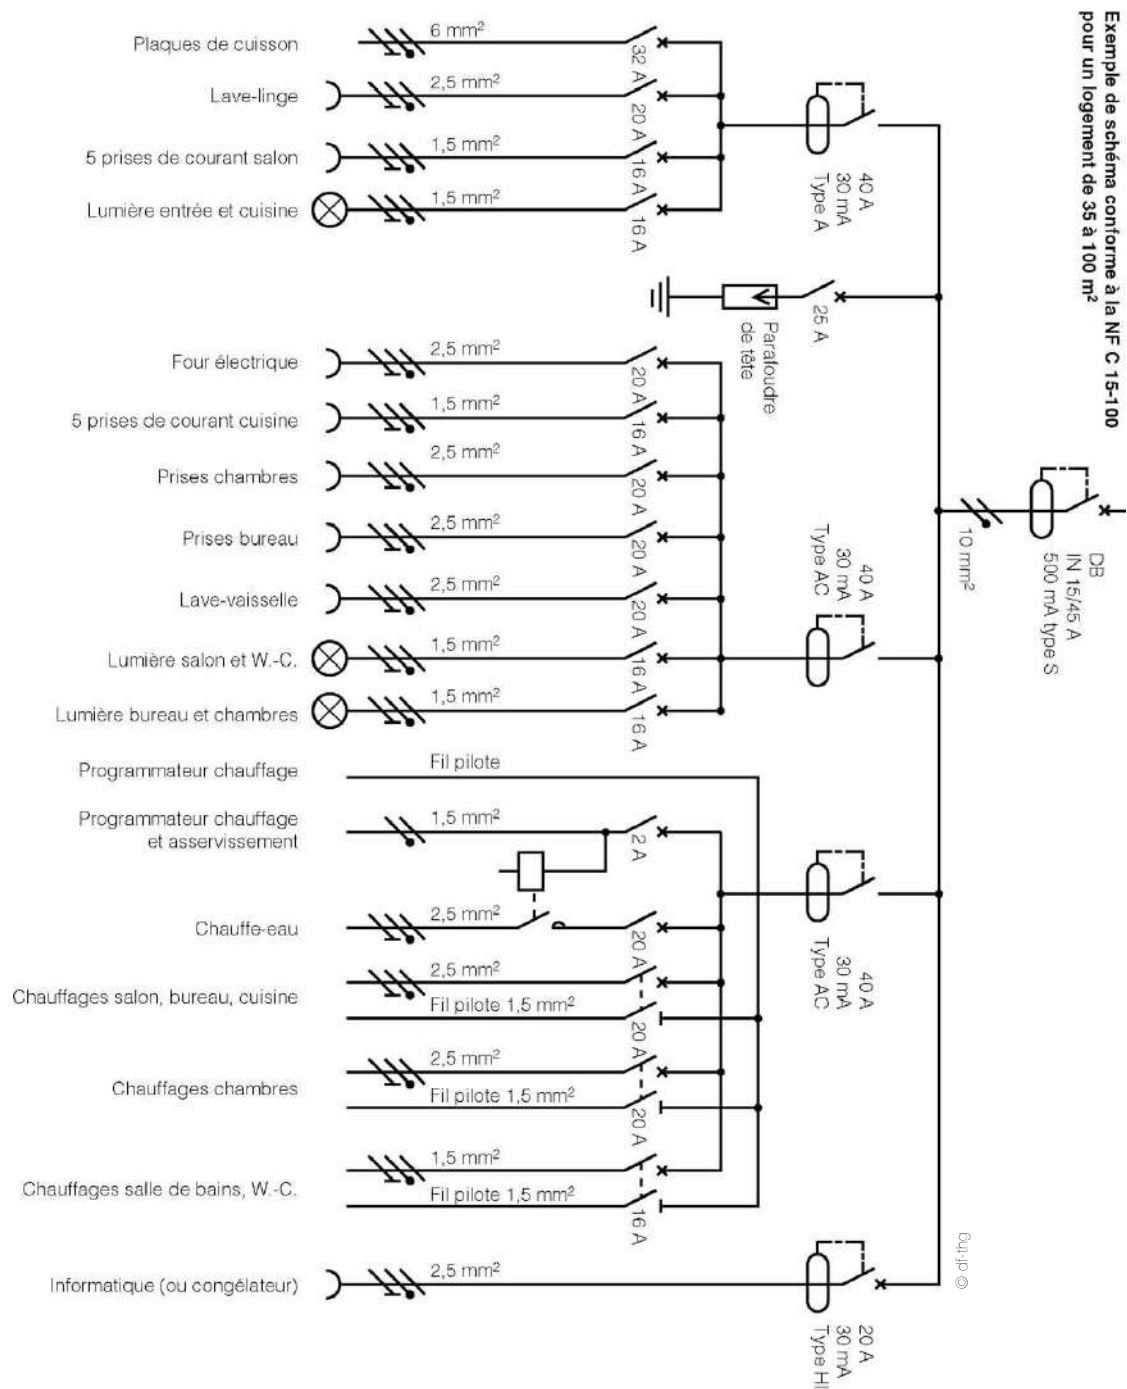 Exemple de schéma conforme à la NF C 15-100
pour un logement de 35 à 100 m²
DB
IN 15/45 A
500 mA type S
10 mm²
Plaques de cuisson
6 mm²
32 A
Lave-linge
2,5 mm²
20 A
5 prises de courant salon
1,5 mm²
16 A
Lumière entrée et cuisine
1,5 mm²
16 A
40 A
30 mA
Type A
25 A
Parafoudre
de tête
Four électrique
2,5 mm²
20 A
5 prises de courant cuisine
1,5 mm²
16 A
Prises chambres
2,5 mm²
20 A
Prises bureau
2,5 mm²
20 A
Lave-vaisselle
2,5 mm²
20 A
Lumière salon et W.-C.
1,5 mm²
16 A
Lumière bureau et chambres
1,5 mm²
16 A
40 A
30 mA
Type AC
Programmateur chauffage
Fil pilote
Programmateur chauffage
et asservissement
1,5 mm²
2 A
Chauffe-eau
2,5 mm²
20 A
Chauffages salon, bureau, cuisine
2,5 mm²
Fil pilote 1,5 mm²
20 A
Chauffages chambres
2,5 mm²
Fil pilote 1,5 mm²
20 A
Chauffages salle de bains, W.-C.
1,5 mm²
Fil pilote 1,5 mm²
16 A
40 A
30 mA
Type AC
Informatique (ou congélateur)
2,5 mm²
20 A
30 mA
Type HI